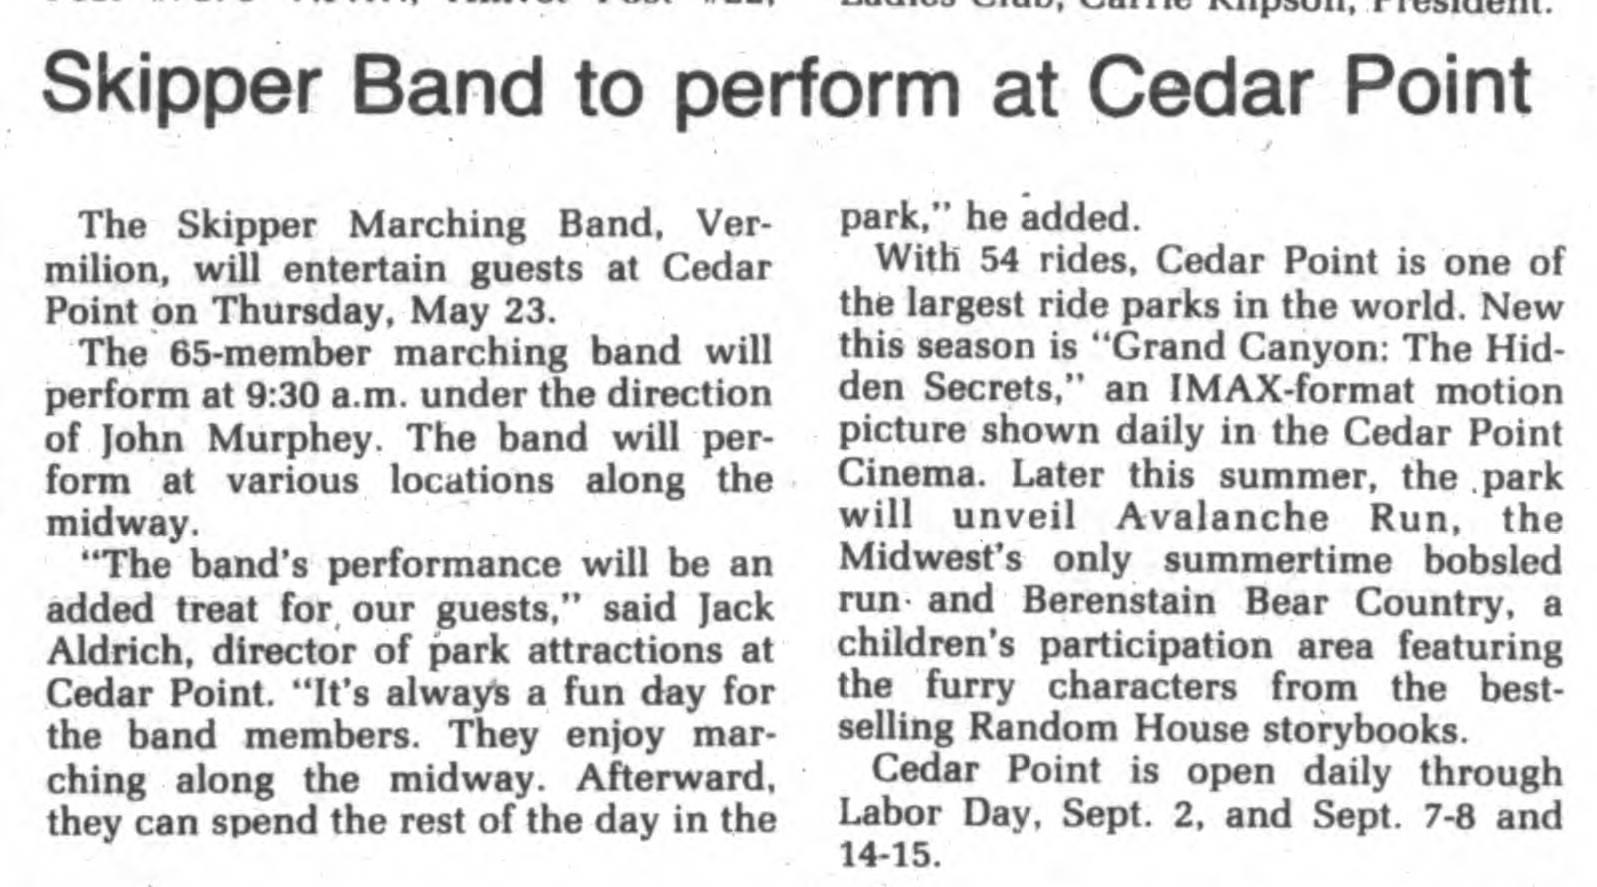 Ladies Club, Carrie Knipson, President.
Skipper Band to perform at Cedar Point
The Skipper Marching Band, Ver-
milion, will entertain guests at Cedar
Point on Thursday, May 23.
The 65-member marching band will
perform at 9:30 a.m. under the direction
of John Murphey. The band will per-
form at various locations along the
midway.
"The band's performance will be an
added treat for our guests," said Jack
Aldrich, director of park attractions at
Cedar Point. "It's always a fun day for
the band members. They enjoy mar-
ching along the midway. Afterward,
they can spend the rest of the day in the
park," he added.
With 54 rides, Cedar Point is one of
the largest ride parks in the world. New
this season is "Grand Canyon: The Hid-
den Secrets," an IMAX-format motion
picture shown daily in the Cedar Point
Cinema. Later this summer, the park
will unveil Avalanche Run, the
Midwest's only summertime bobsled
run and Berenstain Bear Country, a
children's participation area featuring
the furry characters from the best-
selling Random House storybooks.
Cedar Point is open daily through
Labor Day, Sept. 2, and Sept. 7-8 and
14-15.